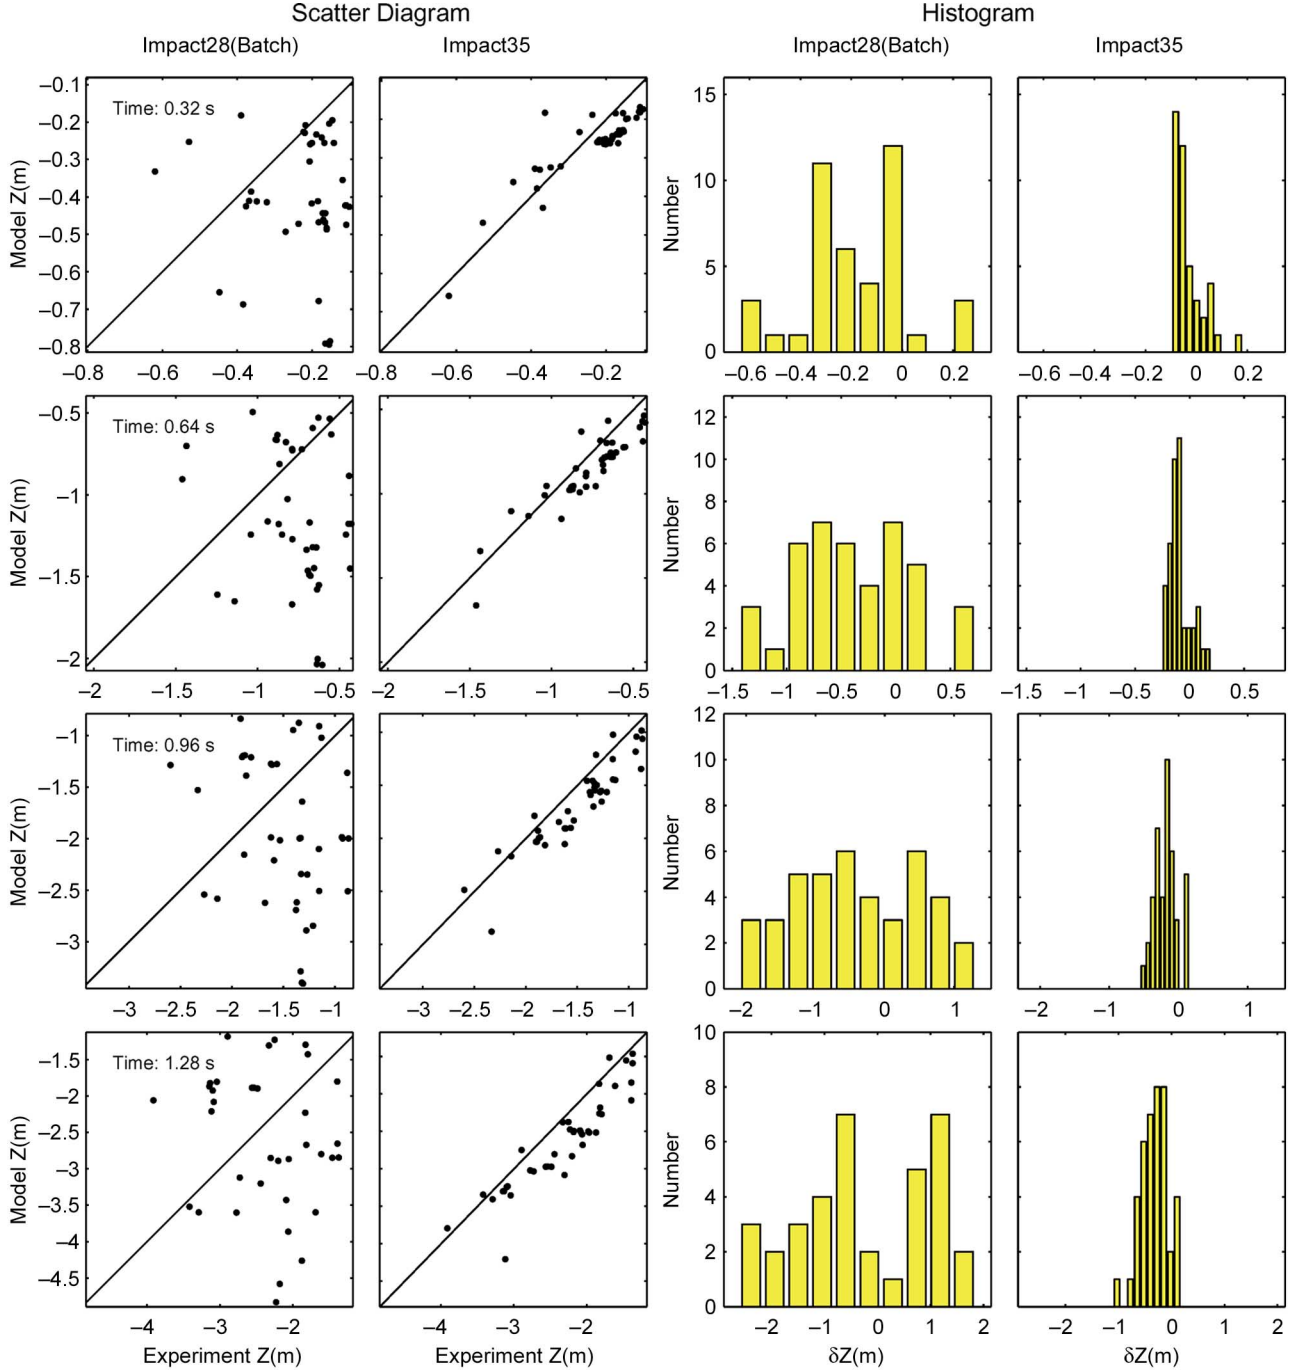 Scatter Diagram Histogram
Impact28(Batch) Impact35 Impact28(Batch) Impact35
Time: 0.32 s
Model Z(m)
–0.1
–0.2
–0.3
–0.4
–0.5
–0.6
–0.7
–0.8
Number
15
10
5
0
–0.8 –0.6 –0.4 –0.2 –0.8 –0.6 –0.4 –0.2 –0.6 –0.4 –0.2 0 0.2 –0.6 –0.4 –0.2 0 0.2
Time: 0.64 s
Model Z(m)
–0.5
–1
–1.5
–2
Number
12
10
8
6
4
2
0
–2 –1.5 –1 –0.5 –2 –1.5 –1 –0.5 –1.5 –1 –0.5 0 0.5 –1.5 –1 –0.5 0 0.5
Time: 0.96 s
Model Z(m)
–1
–1.5
–2
–2.5
–3
Number
12
10
8
6
4
2
0
–3 –2.5 –2 –1.5 –1 –3 –2.5 –2 –1.5 –1 –2 –1 0 1 –2 –1 0 1
Time: 1.28 s
Model Z(m)
–1.5
–2
–2.5
–3
–3.5
–4
–4.5
Number
10
8
6
4
2
0
–4 –3 –2 –4 –3 –2 –2 –1 0 1 2 –2 –1 0 1 2
Experiment Z(m) Experiment Z(m) δZ(m) δZ(m)